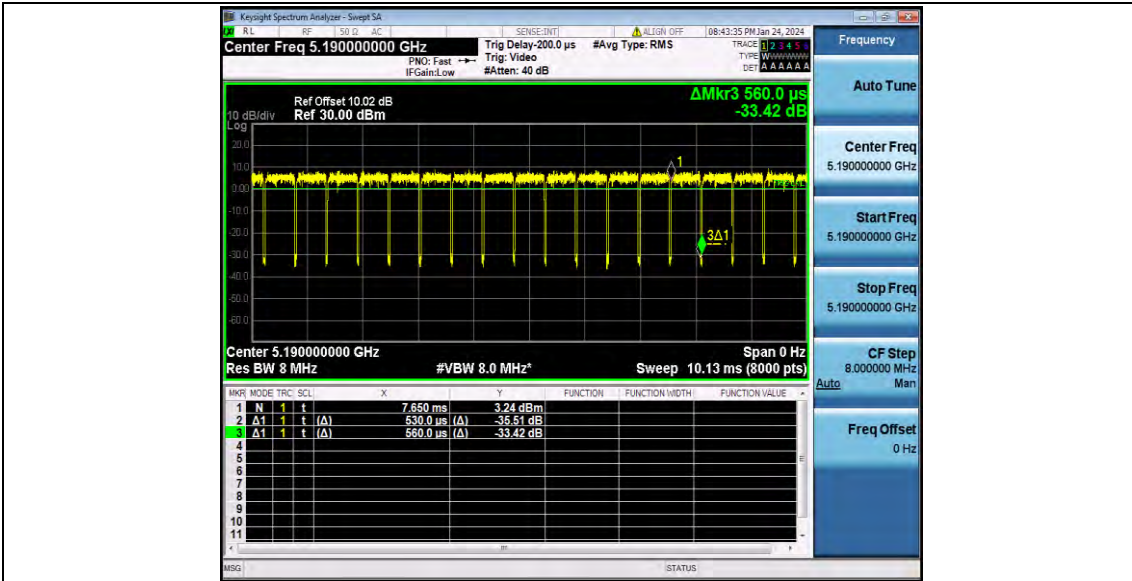 Keysight Spectrum Analyzer - Swept SA
RL RF 50 Ω AC SENSE:INT ALIGN OFF 08:43:35 PM Jan 24, 2024
Center Freq 5.190000000 GHz
PNO: Fast
IFGain:Low
Trig Delay-200.0 µs
Trig: Video
#Atten: 40 dB
#Avg Type: RMS
TRACE 1 2 3 4 5 6
TYPE WWWWWW
DET A A A A A A
ΔMkr3 560.0 µs
-33.42 dB
Ref Offset 10.02 dB
10 dB/div Ref 30.00 dBm
Log
20.0
10.0
0.00
-10.0
-20.0
-30.0
-40.0
-50.0
-60.0
1
3Δ1
Center 5.190000000 GHz Span 0 Hz
Res BW 8 MHz #VBW 8.0 MHz* Sweep 10.13 ms (8000 pts)
MKR MODE TRC SCL X Y FUNCTION FUNCTION WIDTH FUNCTION VALUE
1 N 1 t 7.650 ms 3.24 dBm
2 Δ1 1 t (Δ) 530.0 µs (Δ) -35.51 dB
3 Δ1 1 t (Δ) 560.0 µs (Δ) -33.42 dB
4
5
6
7
8
9
10
11
MSG STATUS
Frequency
Auto Tune
Center Freq
5.190000000 GHz
Start Freq
5.190000000 GHz
Stop Freq
5.190000000 GHz
CF Step
8.000000 MHz
Auto Man
Freq Offset
0 Hz